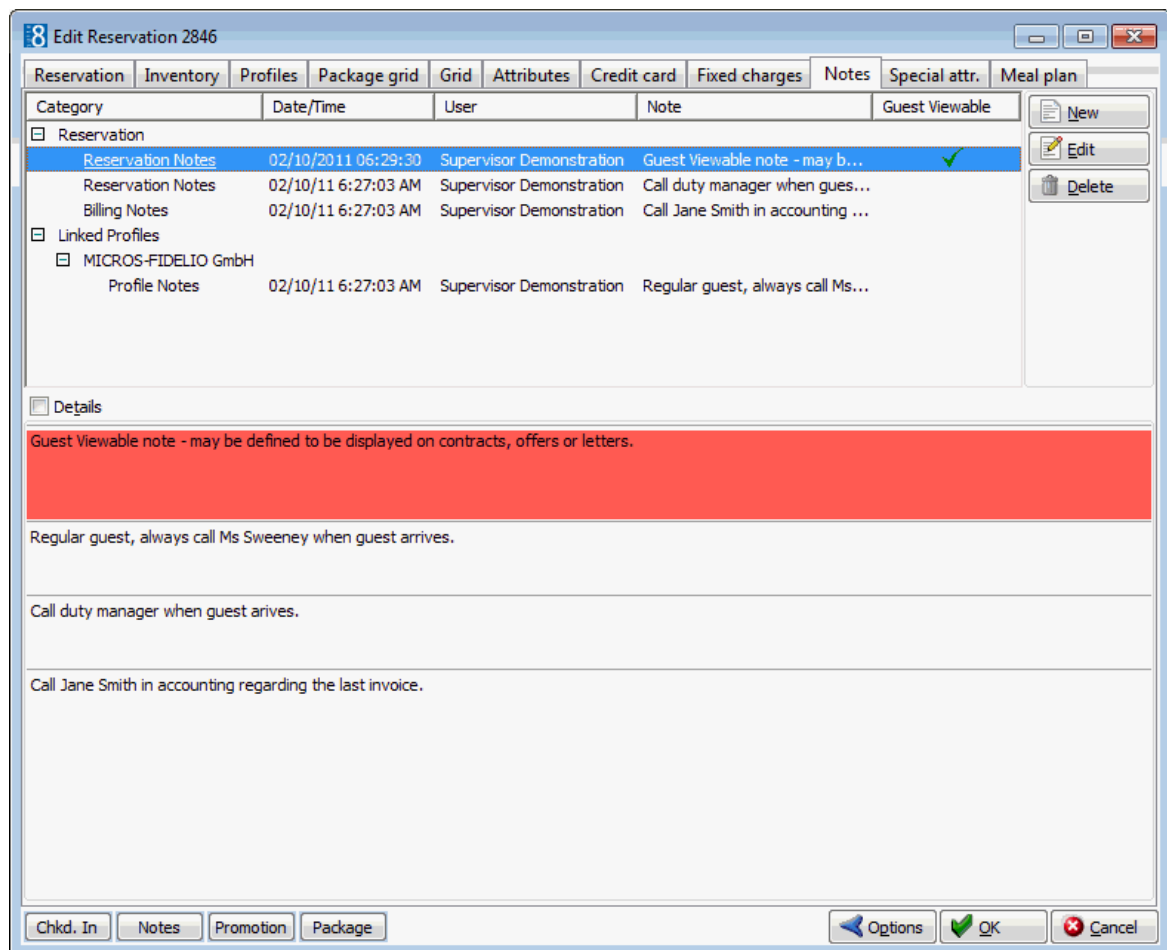 8 Edit Reservation 2846
Reservation Inventory Profiles Package grid Grid Attributes Credit card Fixed charges Notes Special attr. Meal plan
Category Date/Time User Note Guest Viewable
New
Reservation
Reservation Notes 02/10/2011 06:29:30 Supervisor Demonstration Guest Viewable note - may b...
Edit
Reservation Notes 02/10/11 6:27:03 AM Supervisor Demonstration Call duty manager when gues...
Delete
Billing Notes 02/10/11 6:27:03 AM Supervisor Demonstration Call Jane Smith in accounting ...
Linked Profiles
MICROS-FIDELIO GmbH
Profile Notes 02/10/11 6:27:03 AM Supervisor Demonstration Regular guest, always call Ms...
Details
Guest Viewable note - may be defined to be displayed on contracts, offers or letters.
Regular guest, always call Ms Sweeney when guest arrives.
Call duty manager when guest arives.
Call Jane Smith in accounting regarding the last invoice.
Chkd. In Notes Promotion Package Options OK Cancel